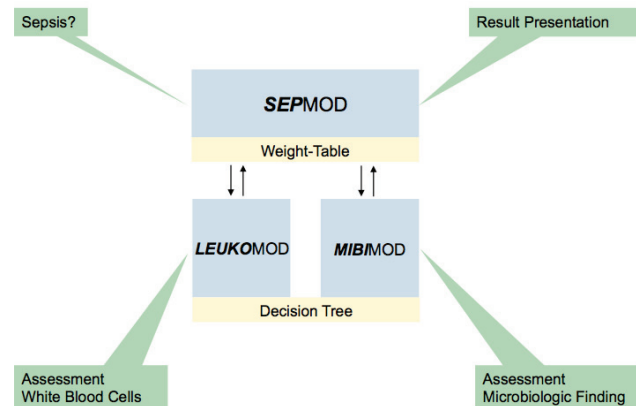 Sepsis?
Result Presentation
SEPMOD
Weight-Table
LEUKOMOD
MIBIMOD
Decision Tree
Assessment
White Blood Cells
Assessment
Microbiologic Finding